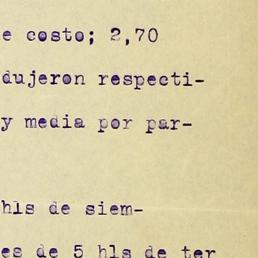 e costo; 2,70
dujeron respecti-
y media por par-
hls de siem-
es de 5 hls de ter